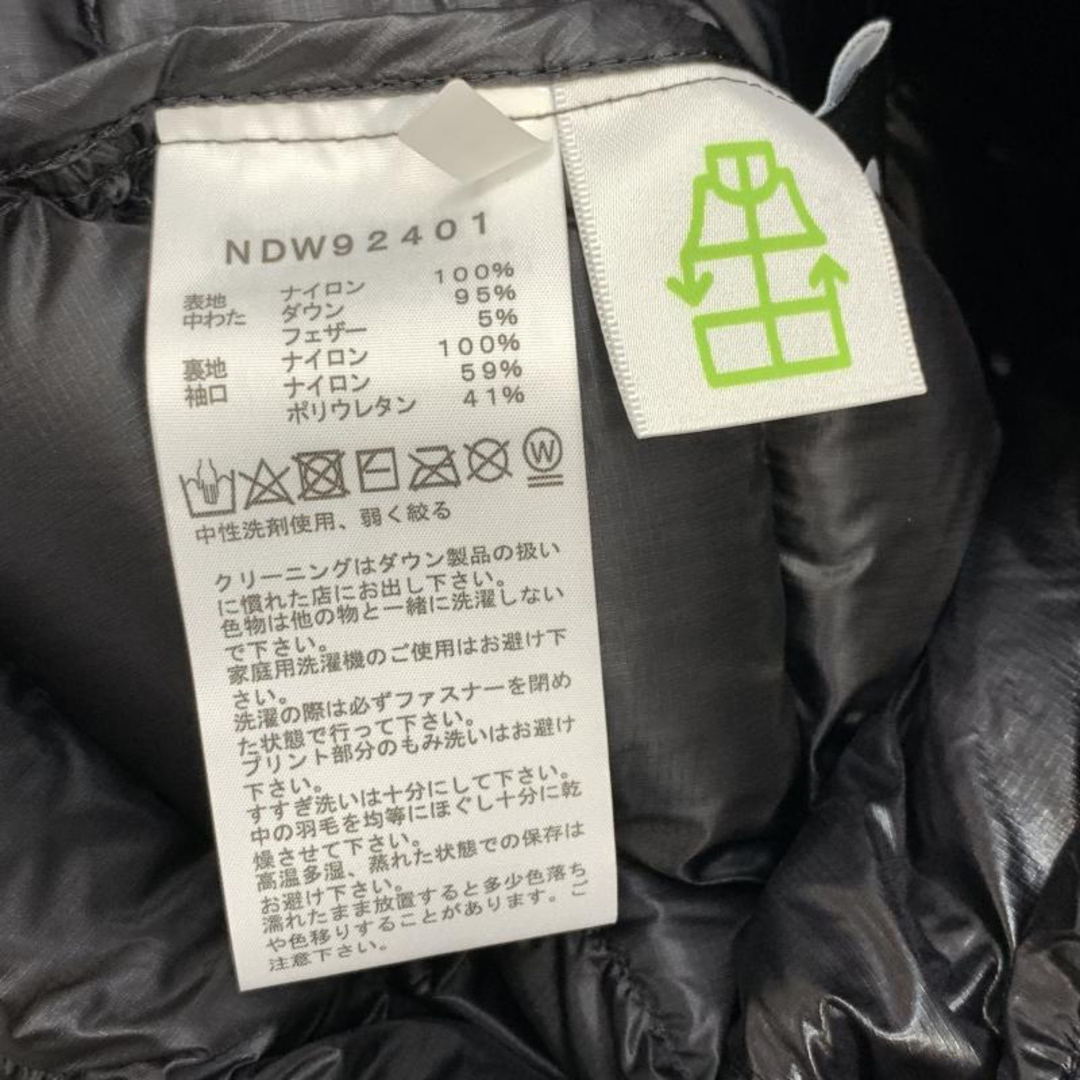 NDW92401
表地 ナイロン 100%
中わた ダウン 95%
フェザー 5%
裏地 ナイロン 100%
袖口 ナイロン 59%
ポリウレタン 41%
W
中性洗剤使用、弱く絞る
クリーニングはダウン製品の扱い
に慣れた店にお出し下さい。
色物は他の物と一緒に洗濯しない
で下さい。
家庭用洗濯機のご使用はお避け下
さい。
洗濯の際は必ずファスナーを閉め
た状態で行って下さい。
プリント部分のもみ洗いはお避け
下さい。
すすぎ洗いは十分にして下さい。
中の羽毛を均等にほぐし十分に乾
燥させて下さい。
高温多湿、蒸れた状態での保存は
お避け下さい。
濡れたまま放置すると多少色落ち
や色移りすることがあります。ご
注意下さい。